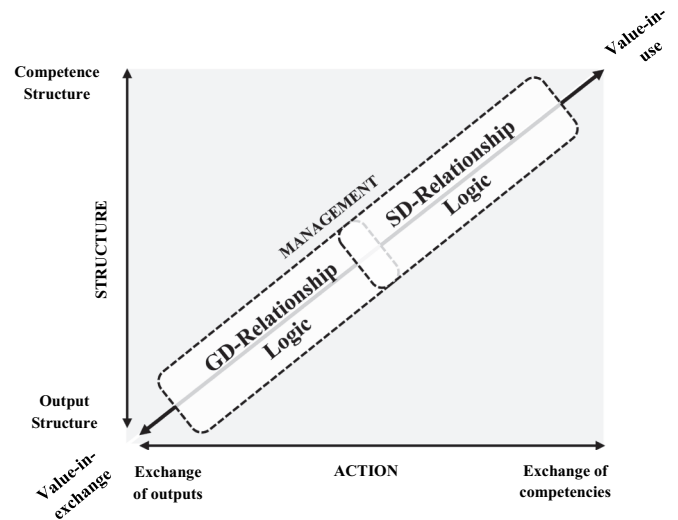 Value-in-
use
Competence
Structure
STRUCTURE
MANAGEMENT
SD-Relationship
Logic
GD-Relationship
Logic
Output
Structure
Value-in-
exchange
Exchange
of outputs
ACTION
Exchange of
competencies